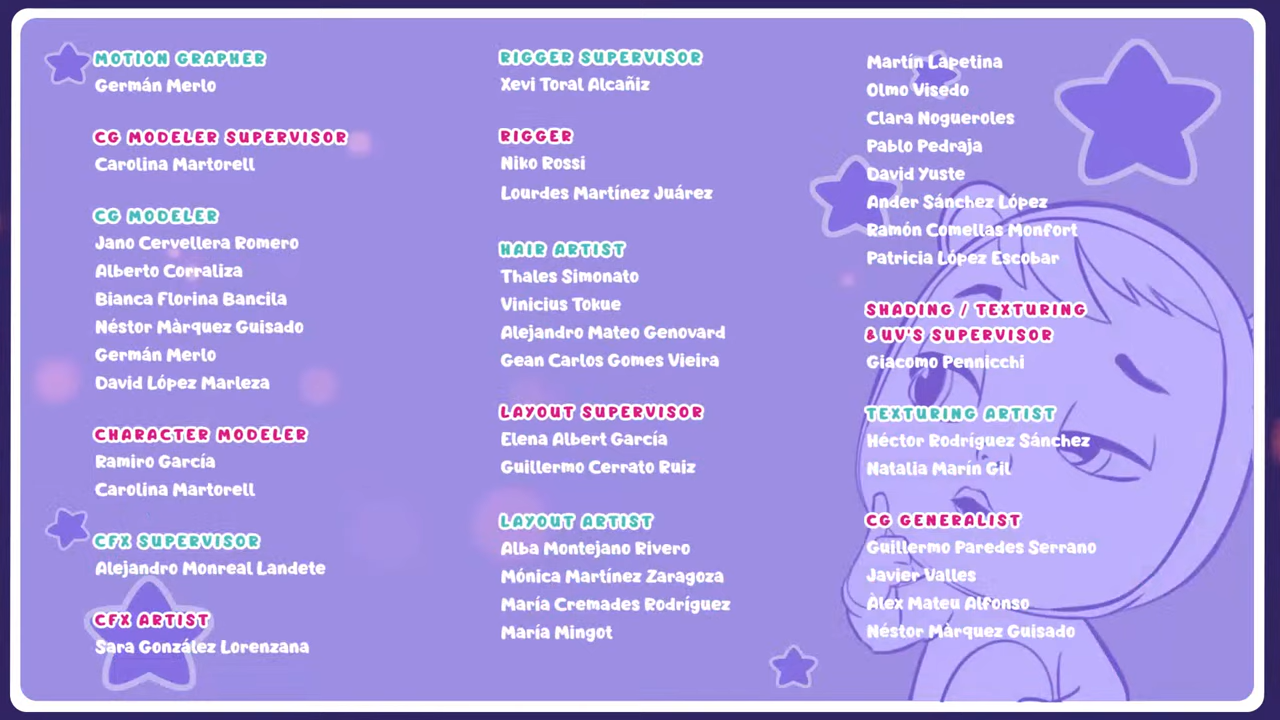 MOTION GRAPHER
Germán Merlo
CG MODELER SUPERVISOR
Carolina Martorell
CG MODELER
Jano Cervellera Romero
Alberto Corraliza
Bianca Florina Bancila
Néstor Màrquez Guisado
Germán Merlo
David López Marleza
CHARACTER MODELER
Ramiro García
Carolina Martorell
CFX SUPERVISOR
Alejandro Monreal Landete
CFX ARTIST
Sara González Lorenzana
RIGGER SUPERVISOR
Xevi Toral Alcañiz
RIGGER
Niko Rossi
Lourdes Martínez Juárez
HAIR ARTIST
Thales Simonato
Vinicius Tokue
Alejandro Mateo Genovard
Gean Carlos Gomes Vieira
LAYOUT SUPERVISOR
Elena Albert García
Guillermo Cerrato Ruiz
LAYOUT ARTIST
Alba Montejano Rivero
Mónica Martínez Zaragoza
María Cremades Rodríguez
María Mingot
Martín Lapetina
Olmo Visedo
Clara Nogueroles
Pablo Pedraja
David Yuste
Ander Sánchez López
Ramón Comellas Monfort
Patricia López Escobar
SHADING / TEXTURING
& UV'S SUPERVISOR
Giacomo Pennicchi
TEXTURING ARTIST
Héctor Rodríguez Sánchez
Natalia Marín Gil
CG GENERALIST
Guillermo Paredes Serrano
Javier Valles
Àlex Mateu Alfonso
Néstor Màrquez Guisado